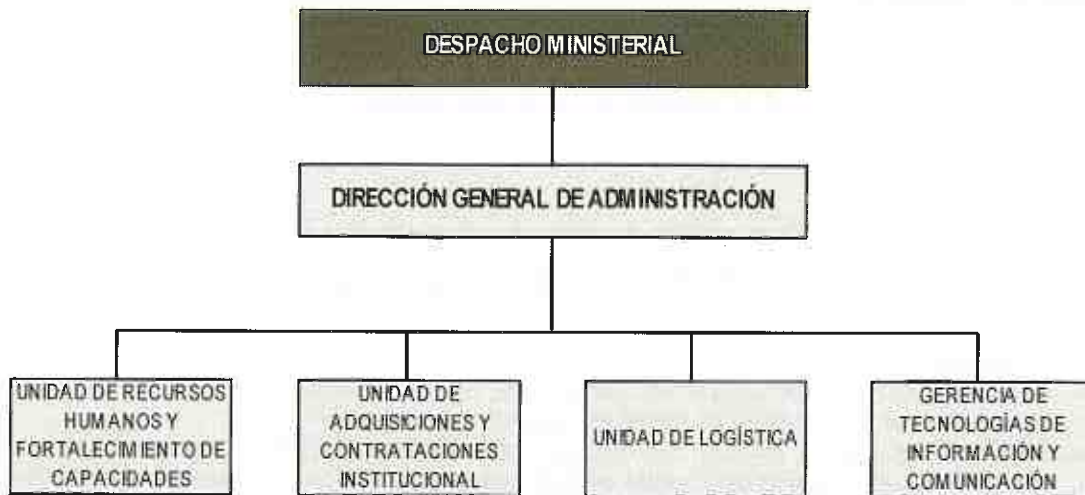 DESPACHO MINISTERIAL
DIRECCIÓN GENERAL DE ADMINISTRACIÓN
UNIDAD DE RECURSOS
HUMANOS Y
FORTALECIMIENTO DE
CAPACIDADES
UNIDAD DE
ADQUISICIONES Y
CONTRATACIONES
INSTITUCIONAL
UNIDAD DE LOGÍSTICA
GERENCIA DE
TECNOLOGÍAS DE
INFORMACIÓN Y
COMUNICACIÓN